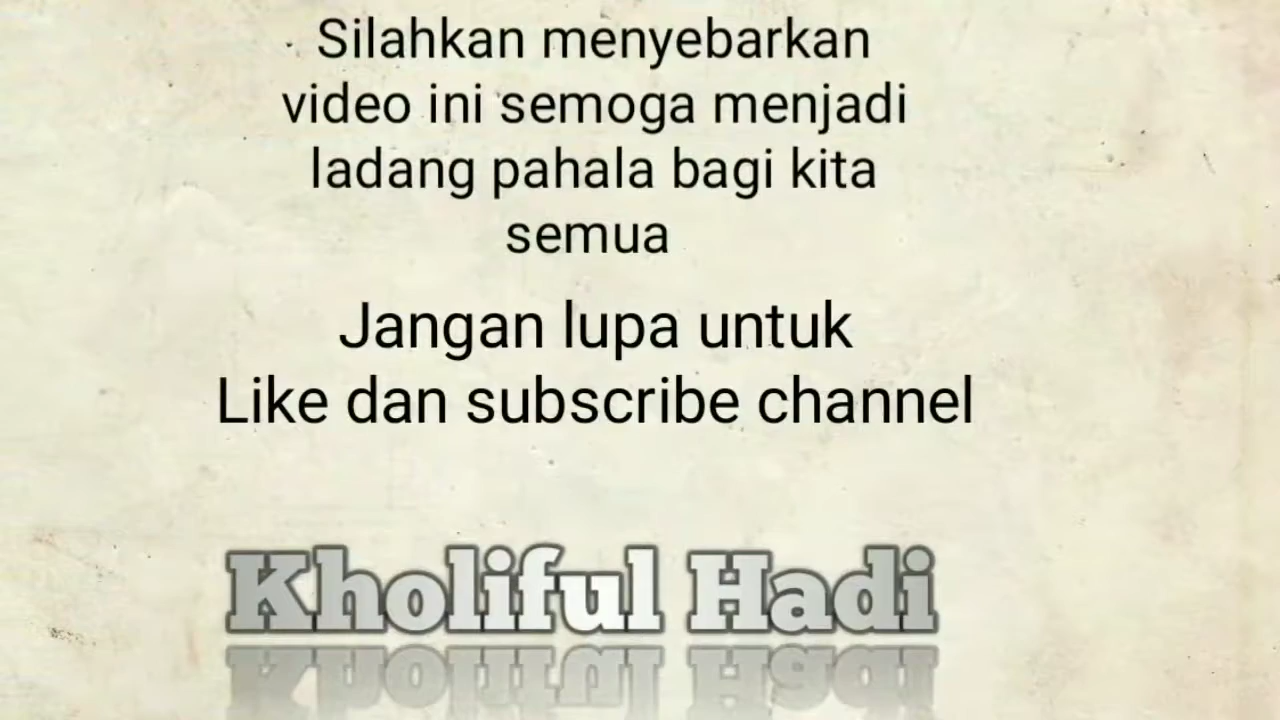 Silahkan menyebarkan
video ini semoga menjadi
ladang pahala bagi kita
semua
Jangan lupa untuk
Like dan subscribe channel
Kholiful Hadi